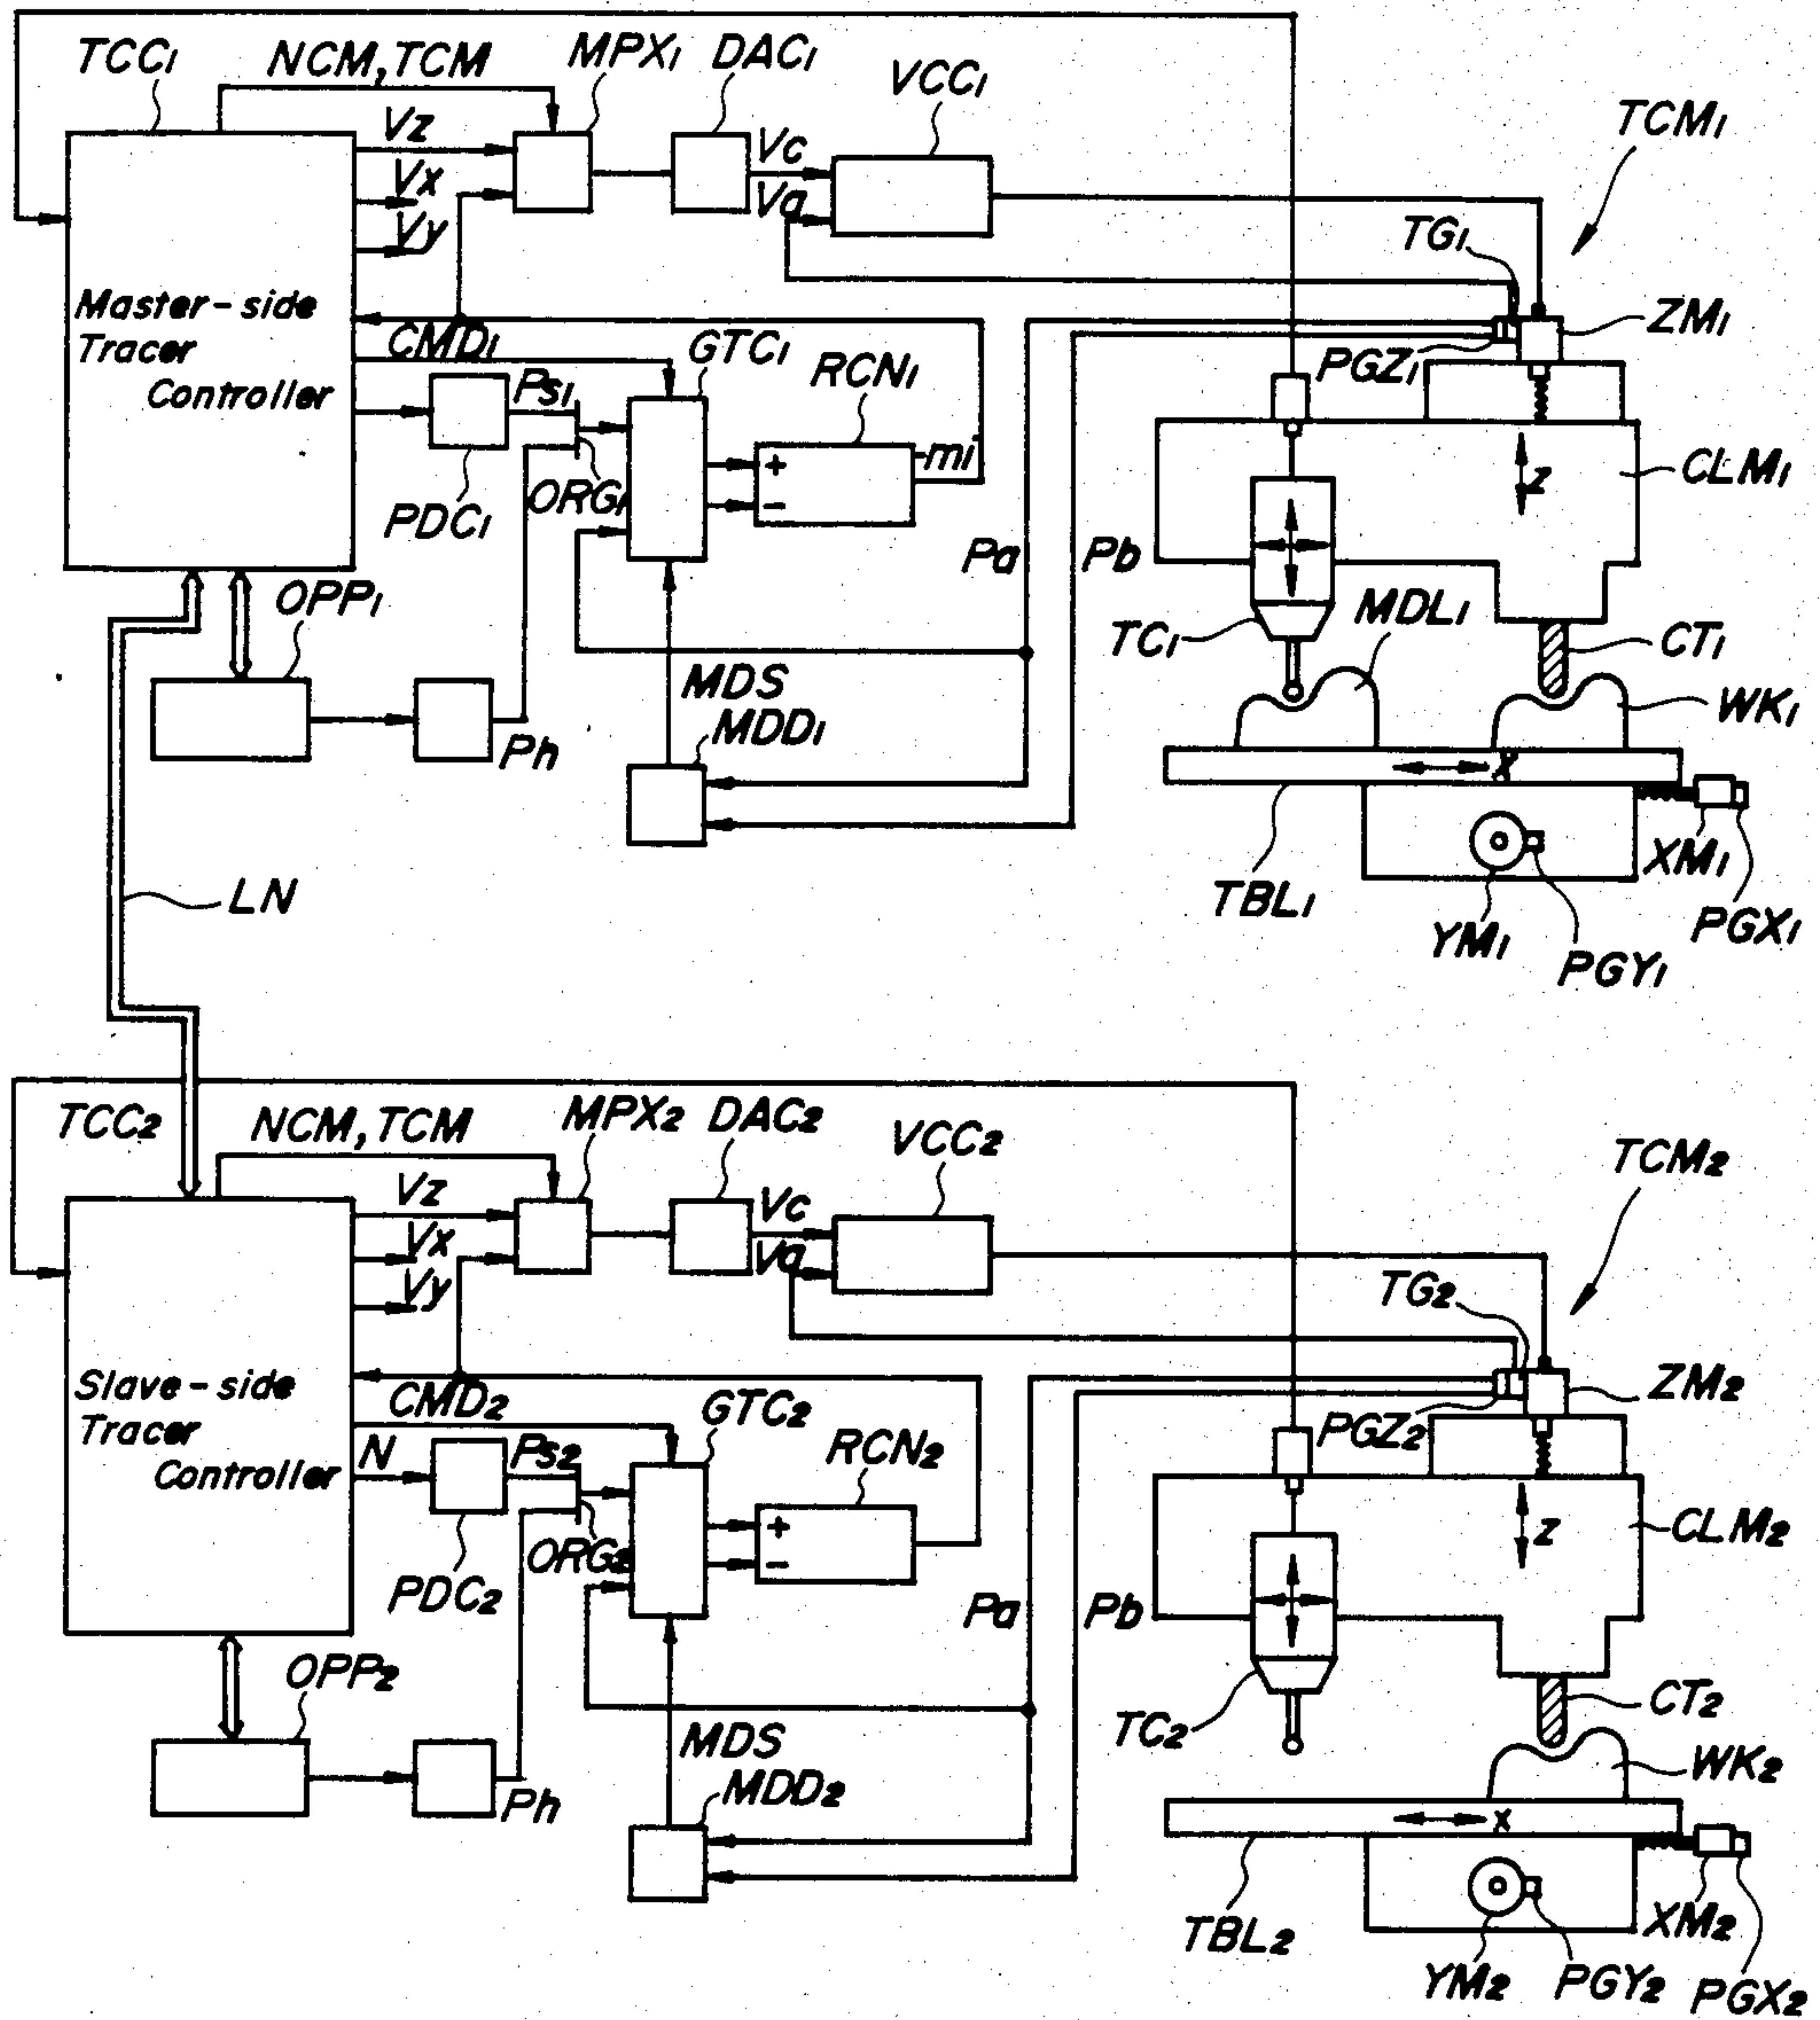 TCC1
NCM, TCM
MPX1
DAC1
VCC1
TCM1
Vz
Vx
Vy
Vc
Va
TG1
ZM1
PGZ1
Master-side
Tracer
Controller
CMD1
GTC1
RCN1
Ps1
+
-
mi
PDC1
ORG1
CLM1
Z
Pa
Pb
OPP1
TC1
MDL1
CT1
WK1
MDS
MDD1
Ph
X
XM1
TBL1
YM1
PGY1
PGX1
LN
TCC2
NCM, TCM
MPX2
DAC2
VCC2
TCM2
Vz
Vx
Vy
Vc
Va
TG2
ZM2
PGZ2
Slave-side
Tracer
Controller
CMD2
GTC2
RCN2
N
Ps2
+
-
PDC2
ORG2
CLM2
Z
Pa
Pb
OPP2
TC2
CT2
WK2
MDS
MDD2
Ph
X
XM2
TBL2
YM2
PGY2
PGX2